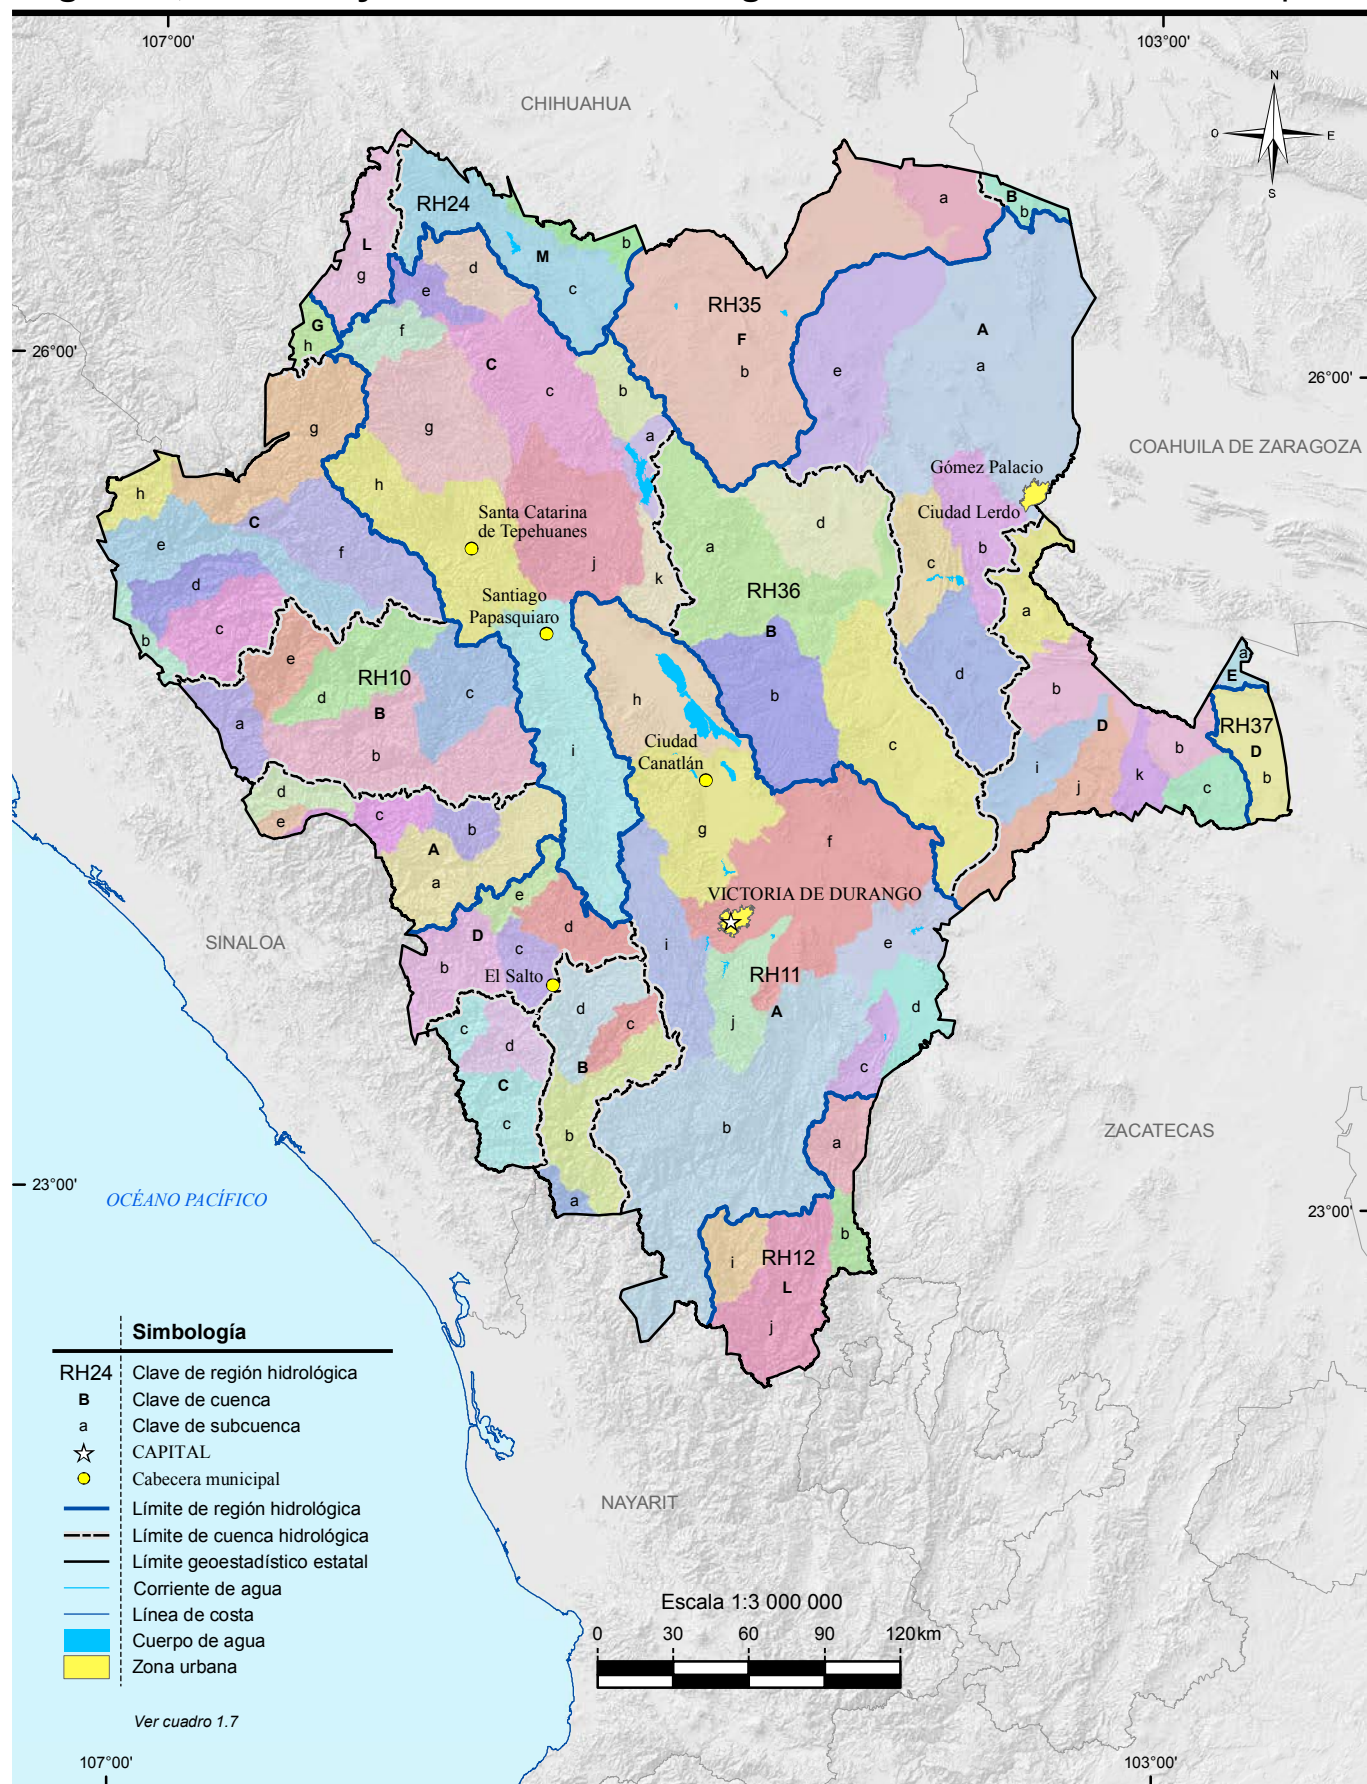 107°00'
103°00'
CHIHUAHUA
N
O
E
S
RH24
L
g
M
b
c
d
e
f
G
h
a
B
b
RH35
F
b
A
a
e
26°00'
26°00'
C
c
b
a
g
g
h
COAHUILA DE ZARAGOZA
Gómez Palacio
Ciudad Lerdo
Santa Catarina
de Tepehuanes
h
C
e
f
d
c
b
j
k
a
d
c
b
RH36
B
b
c
d
a
Santiago
Papasquiaro
e
RH10
d
B
c
a
b
i
h
Ciudad
Canatlán
b
D
i
j
k
b
c
a
E
RH37
D
b
d
e
c
b
A
a
g
f
VICTORIA DE DURANGO
SINALOA
e
d
D
b
c
El Salto
i
e
RH11
A
j
d
c
d
c
B
c
d
C
c
b
b
a
a
ZACATECAS
OCÉANO PACÍFICO
23°00'
23°00'
b
i
RH12
L
j
Simbología
RH24 Clave de región hidrológica
B Clave de cuenca
a Clave de subcuenca
CAPITAL
Cabecera municipal
Límite de región hidrológica
Límite de cuenca hidrológica
Límite geoestadístico estatal
Corriente de agua
Línea de costa
Cuerpo de agua
Zona urbana
Ver cuadro 1.7
NAYARIT
Escala 1:3 000 000
0 30 60 90 120km
107°00'
103°00'